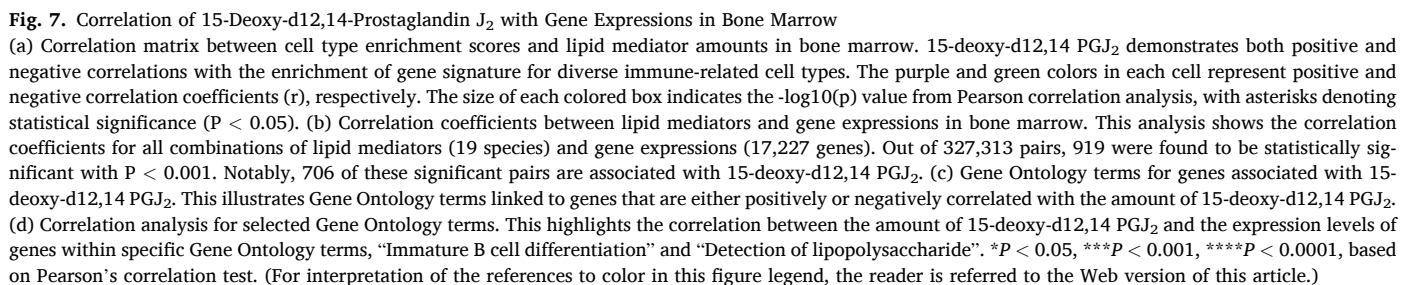 Fig. 7. Correlation of 15-Deoxy-d12,14-Prostaglandin J2 with Gene Expressions in Bone Marrow
(a) Correlation matrix between cell type enrichment scores and lipid mediator amounts in bone marrow. 15-deoxy-d12,14 PGJ2 demonstrates both positive and
negative correlations with the enrichment of gene signature for diverse immune-related cell types. The purple and green colors in each cell represent positive and
negative correlation coefficients (r), respectively. The size of each colored box indicates the -log10(p) value from Pearson correlation analysis, with asterisks denoting
statistical significance (P < 0.05). (b) Correlation coefficients between lipid mediators and gene expressions in bone marrow. This analysis shows the correlation
coefficients for all combinations of lipid mediators (19 species) and gene expressions (17,227 genes). Out of 327,313 pairs, 919 were found to be statistically sig-
nificant with P < 0.001. Notably, 706 of these significant pairs are associated with 15-deoxy-d12,14 PGJ2. (c) Gene Ontology terms for genes associated with 15-
deoxy-d12,14 PGJ2. This illustrates Gene Ontology terms linked to genes that are either positively or negatively correlated with the amount of 15-deoxy-d12,14 PGJ2.
(d) Correlation analysis for selected Gene Ontology terms. This highlights the correlation between the amount of 15-deoxy-d12,14 PGJ2 and the expression levels of
genes within specific Gene Ontology terms, “Immature B cell differentiation” and “Detection of lipopolysaccharide”. *P < 0.05, ***P < 0.001, ****P < 0.0001, based
on Pearson’s correlation test. (For interpretation of the references to color in this figure legend, the reader is referred to the Web version of this article.)